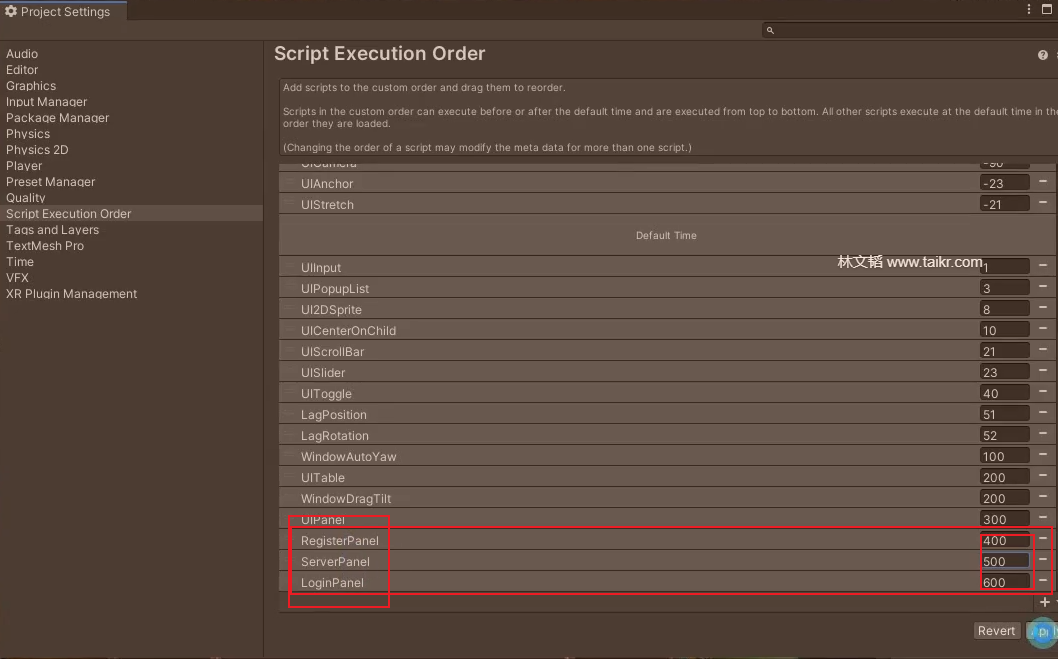 Project Settings
Audio
Editor
Graphics
Input Manager
Package Manager
Physics
Physics 2D
Player
Preset Manager
Quality
Script Execution Order
Tags and Layers
TextMesh Pro
Time
VFX
XR Plugin Management
Script Execution Order
Add scripts to the custom order and drag them to reorder.
Scripts in the custom order can execute before or after the default time and are executed from top to bottom. All other scripts execute at the default time in the
order they are loaded.
(Changing the order of a script may modify the meta data for more than one script.)
UICamera -90
UIAnchor -23
UIStretch -21
Default Time
林文韬 www.taikr.com
UIInput 1
UIPopupList 3
UI2DSprite 8
UICenterOnChild 10
UIScrollBar 21
UISlider 23
UIToggle 40
LagPosition 51
LagRotation 52
WindowAutoYaw 100
UITable 200
WindowDragTilt 200
UIPanel 300
RegisterPanel 400
ServerPanel 500
LoginPanel 600
Revert